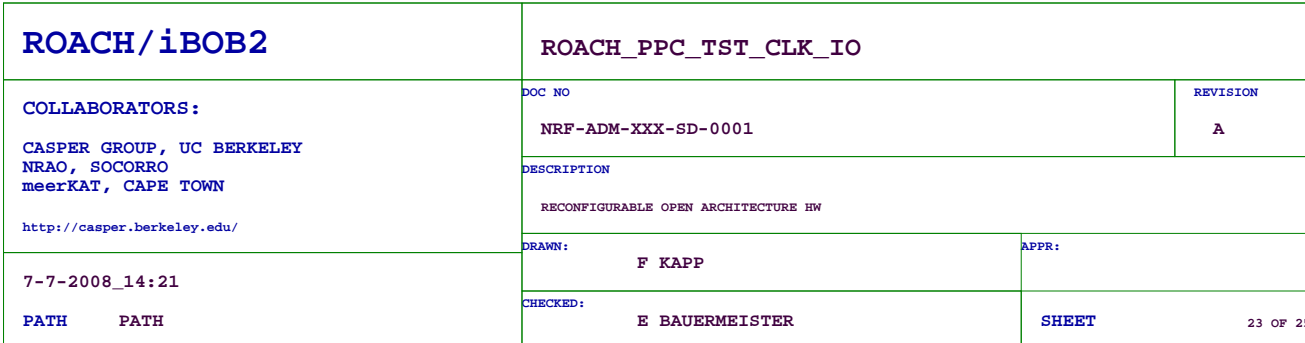 ROACH/iBOB2
ROACH_PPC_TST_CLK_IO
COLLABORATORS:
CASPER GROUP, UC BERKELEY
NRAO, SOCORRO
meerKAT, CAPE TOWN
http://casper.berkeley.edu/
7-7-2008_14:21
PATH PATH
DOC NO
NRF-ADM-XXX-SD-0001
REVISION
A
DESCRIPTION
RECONFIGURABLE OPEN ARCHITECTURE HW
DRAWN:
F KAPP
APPR:
CHECKED:
E BAUERMEISTER
SHEET 23 OF